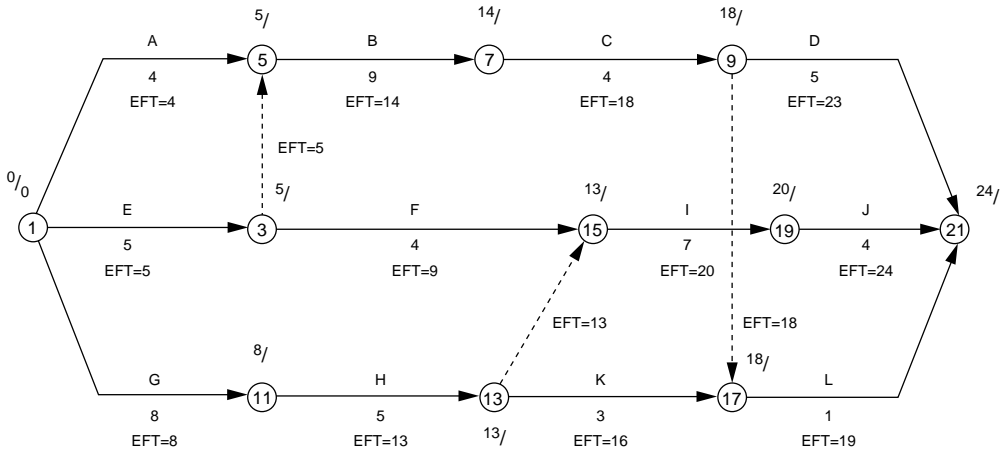 5/
14/
18/
A
B
C
D
5
7
9
4
9
4
5
EFT=4
EFT=14
EFT=18
EFT=23
EFT=5
0/0
5/
13/
20/
24/
E
F
I
J
1
3
15
19
21
5
4
7
4
EFT=5
EFT=9
EFT=20
EFT=24
EFT=13
EFT=18
8/
18/
G
H
K
L
11
13
17
8
5
13/
3
1
EFT=8
EFT=13
EFT=16
EFT=19